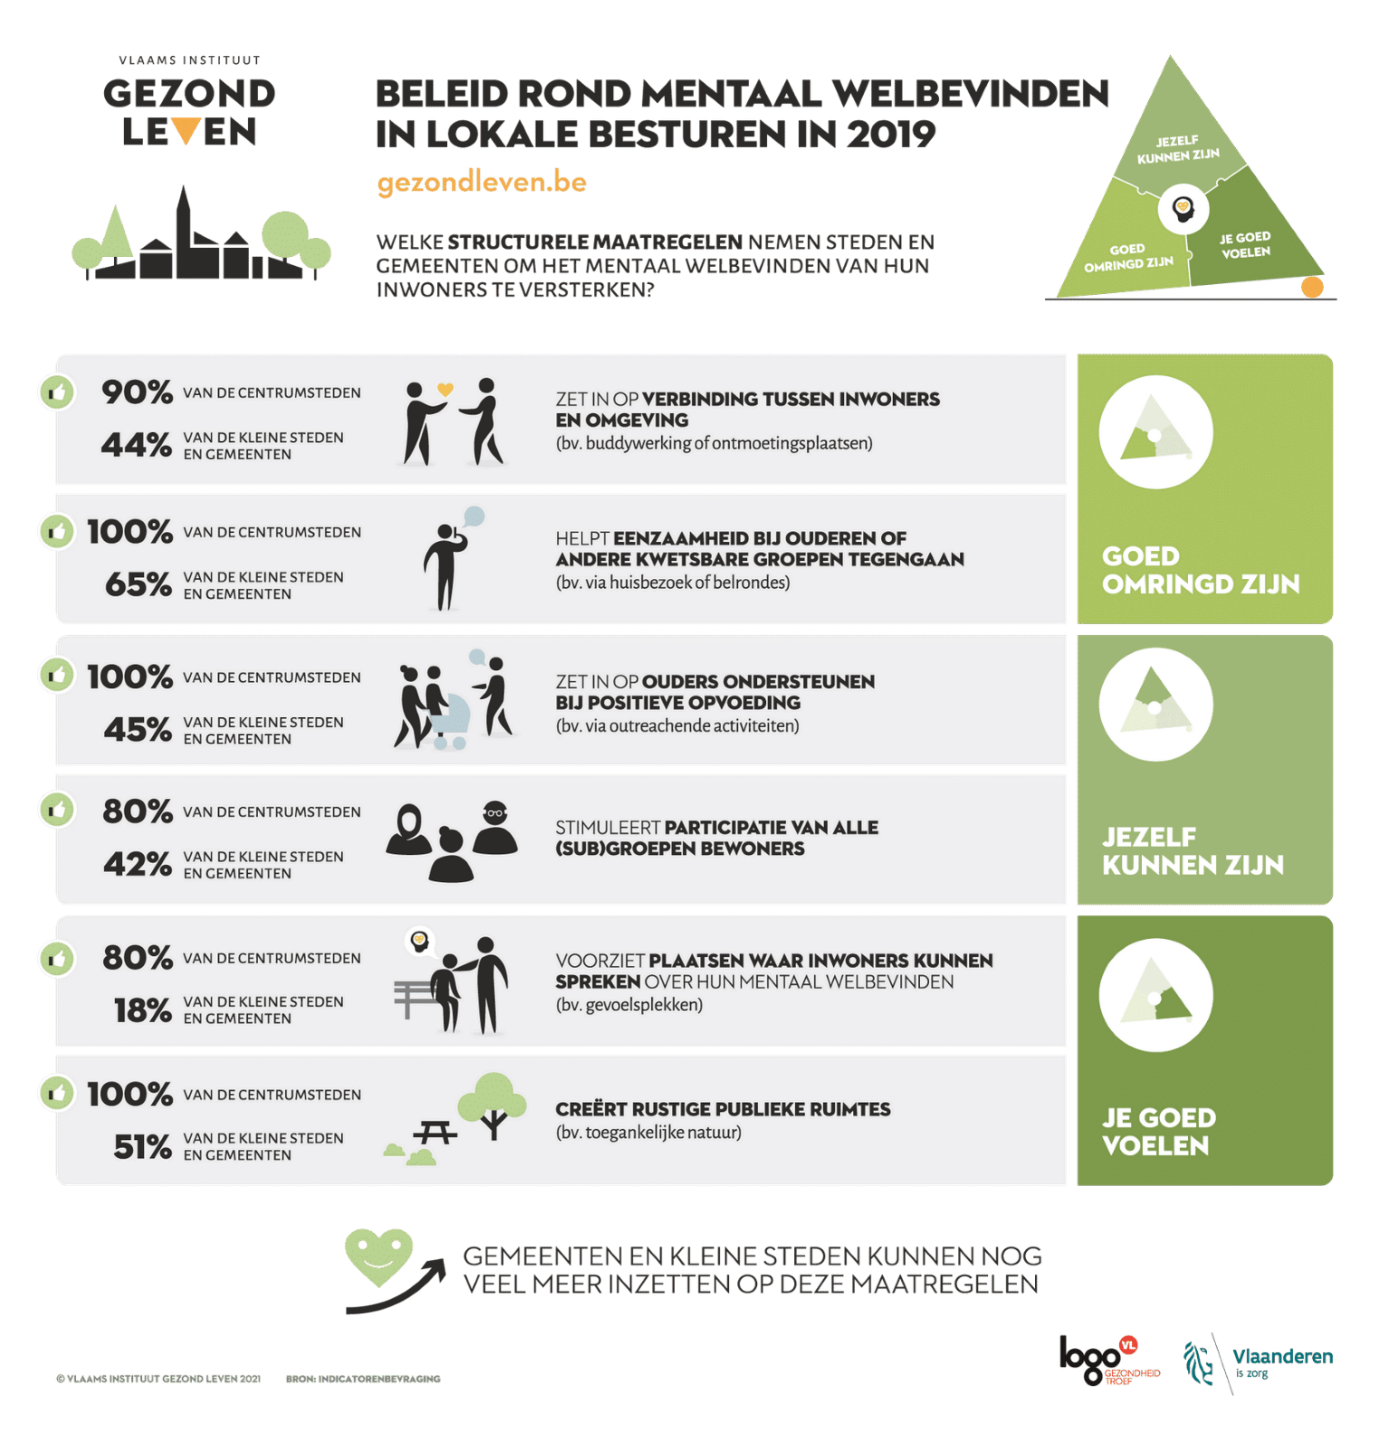 VLAAMS INSTITUUT
GEZOND
LEVEN
BELEID ROND MENTAAL WELBEVINDEN
IN LOKALE BESTUREN IN 2019
gezondleven.be
WELKE STRUCTURELE MAATREGELEN NEMEN STEDEN EN
GEMEENTEN OM HET MENTAAL WELBEVINDEN VAN HUN
INWONERS TE VERSTERKEN?
JEZELF
KUNNEN ZIJN
GOED
OMRINGD ZIJN
JE GOED
VOELEN
90% VAN DE CENTRUMSTEDEN
44% VAN DE KLEINE STEDEN
EN GEMEENTEN
ZET IN OP VERBINDING TUSSEN INWONERS
EN OMGEVING
(bv. buddywerking of ontmoetingsplaatsen)
100% VAN DE CENTRUMSTEDEN
65% VAN DE KLEINE STEDEN
EN GEMEENTEN
HELPT EENZAAMHEID BIJ OUDEREN OF
ANDERE KWETSBARE GROEPEN TEGENGAAN
(bv. via huisbezoek of belrondes)
GOED
OMRINGD ZIJN
100% VAN DE CENTRUMSTEDEN
45% VAN DE KLEINE STEDEN
EN GEMEENTEN
ZET IN OP OUDERS ONDERSTEUNEN
BIJ POSITIEVE OPVOEDING
(bv. via outreachende activiteiten)
80% VAN DE CENTRUMSTEDEN
42% VAN DE KLEINE STEDEN
EN GEMEENTEN
STIMULEERT PARTICIPATIE VAN ALLE
(SUB)GROEPEN BEWONERS
JEZELF
KUNNEN ZIJN
80% VAN DE CENTRUMSTEDEN
18% VAN DE KLEINE STEDEN
EN GEMEENTEN
VOORZIET PLAATSEN WAAR INWONERS KUNNEN
SPREKEN OVER HUN MENTAAL WELBEVINDEN
(bv. gevoelsplekken)
100% VAN DE CENTRUMSTEDEN
51% VAN DE KLEINE STEDEN
EN GEMEENTEN
CREËRT RUSTIGE PUBLIEKE RUIMTES
(bv. toegankelijke natuur)
JE GOED
VOELEN
GEMEENTEN EN KLEINE STEDEN KUNNEN NOG
VEEL MEER INZETTEN OP DEZE MAATREGELEN
© VLAAMS INSTITUUT GEZOND LEVEN 2021 BRON: INDICATORENBEVRAGING
logo VL
GEZONDHEID
TROEF
Vlaanderen
is zorg